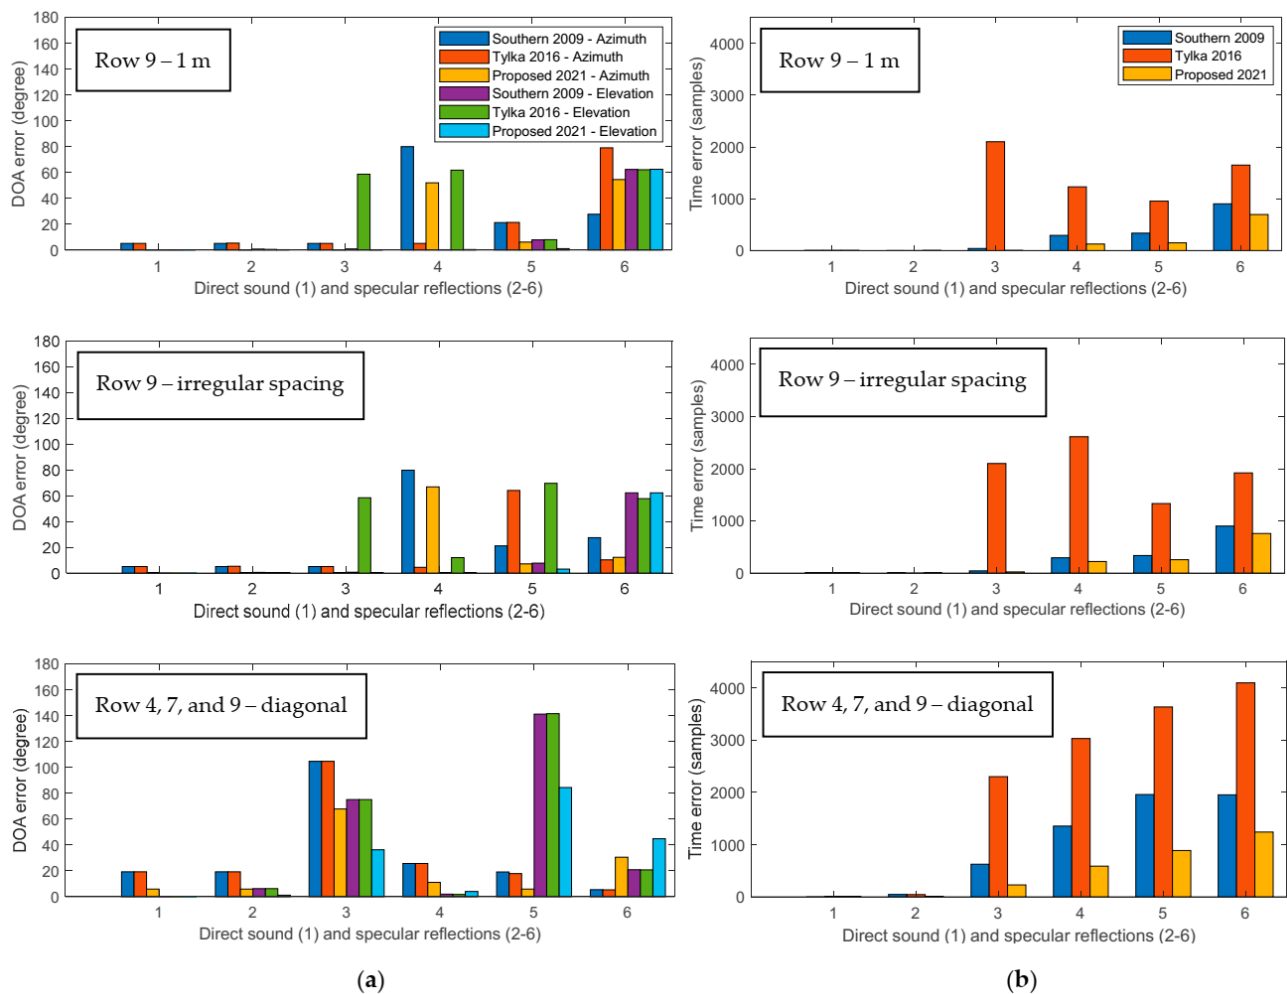 180
160
140
120
100
80
60
40
20
0
DOA error (degree)
Row 9 – 1 m
Southern 2009 - Azimuth
Tylka 2016 - Azimuth
Proposed 2021 - Azimuth
Southern 2009 - Elevation
Tylka 2016 - Elevation
Proposed 2021 - Elevation
1 2 3 4 5 6
Direct sound (1) and specular reflections (2-6)
4000
3000
2000
1000
0
Time error (samples)
Row 9 – 1 m
Southern 2009
Tylka 2016
Proposed 2021
1 2 3 4 5 6
Direct sound (1) and specular reflections (2-6)
180
160
140
120
100
80
60
40
20
0
DOA error (degree)
Row 9 – irregular spacing
1 2 3 4 5 6
Direct sound (1) and specular reflections (2-6)
4000
3000
2000
1000
0
Time error (samples)
Row 9 – irregular spacing
1 2 3 4 5 6
Direct sound (1) and specular reflections (2-6)
180
160
140
120
100
80
60
40
20
0
DOA error (degree)
Row 4, 7, and 9 – diagonal
1 2 3 4 5 6
Direct sound (1) and specular reflections (2-6)
4000
3000
2000
1000
0
Time error (samples)
Row 4, 7, and 9 – diagonal
1 2 3 4 5 6
Direct sound (1) and specular reflections (2-6)
(a)
(b)